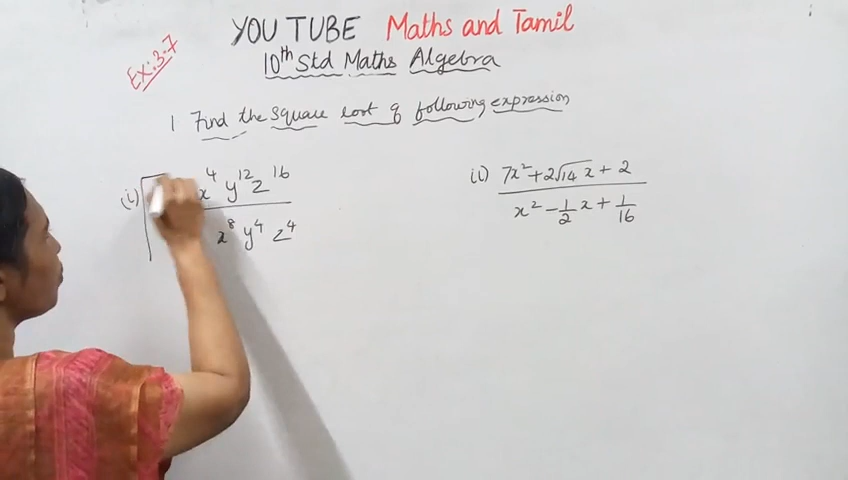 YOU TUBE Maths and Tamil
Ex:3.7
10th Std Maths Algebra
1 Find the Square root of following expression
(i) x⁴ y¹² z¹⁶ / x⁸ y⁴ z⁴
(ii) 7x² + 2√14 x + 2 / x² - 1/2 x + 1/16